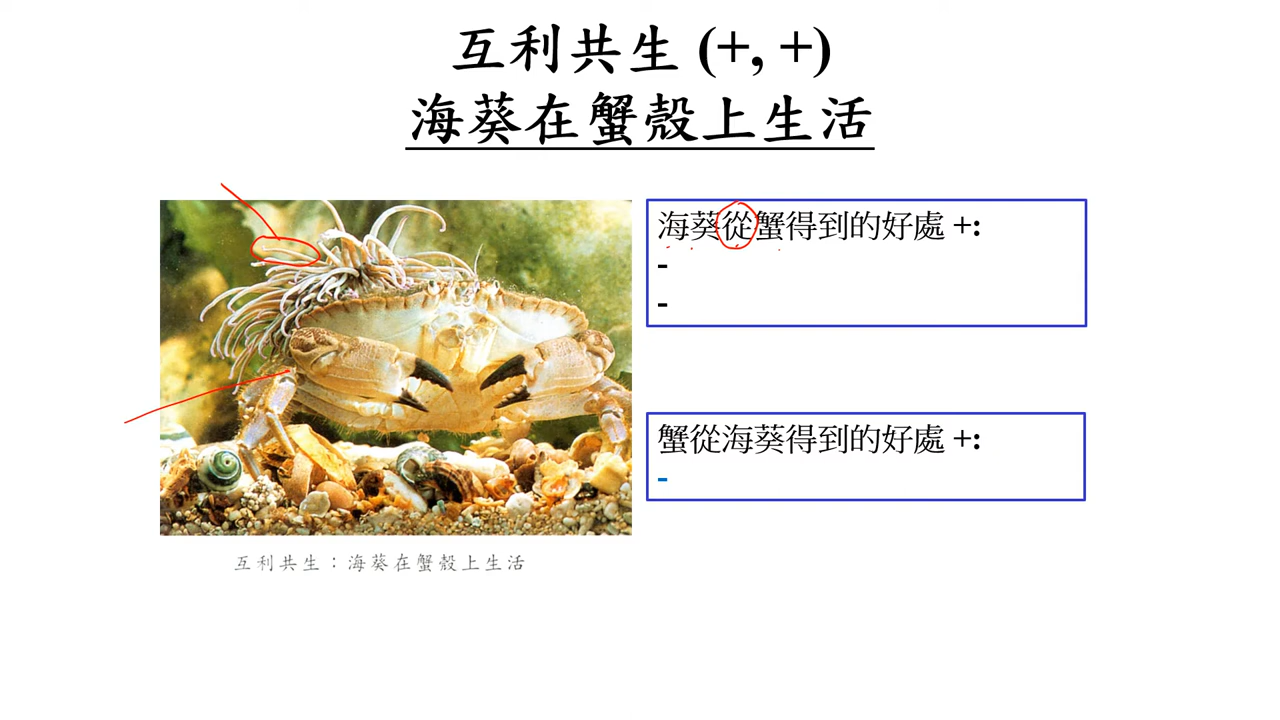 互利共生 (+, +)
海葵在蟹殼上生活
海葵從蟹得到的好處 +:
-
-
蟹從海葵得到的好處 +:
-
互利共生：海葵在蟹殼上生活